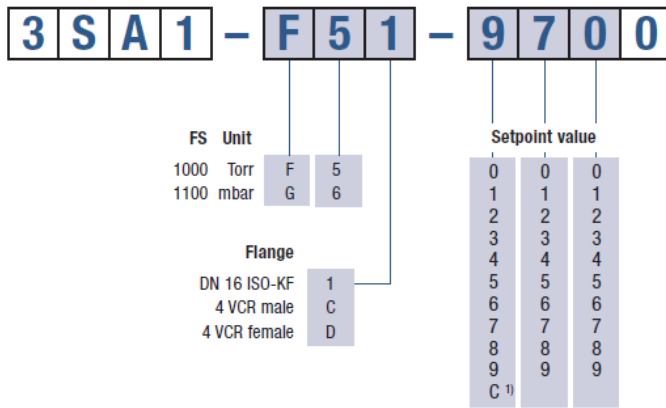 3SA1 – F51 – 9700
FS Unit
Setpoint value
1000 Torr F 5
1100 mbar G 6
Flange
DN 16 ISO-KF 1
4 VCR male C
4 VCR female D
0 0 0
1 1 1
2 2 2
3 3 3
4 4 4
5 5 5
6 6 6
7 7 7
8 8 8
9 9 9
C 1)